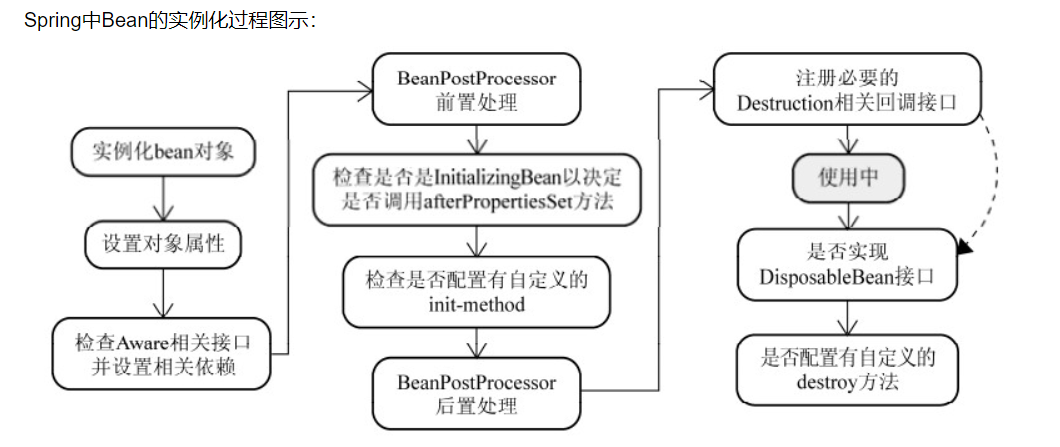 Spring中Bean的实例化过程图示：
实例化bean对象
设置对象属性
检查Aware相关接口
并设置相关依赖
BeanPostProcessor
前置处理
检查是否是InitializingBean以决定
是否调用afterPropertiesSet方法
检查是否配置有自定义的
init-method
BeanPostProcessor
后置处理
注册必要的
Destruction相关回调接口
使用中
是否实现
DisposableBean接口
是否配置有自定义的
destroy方法